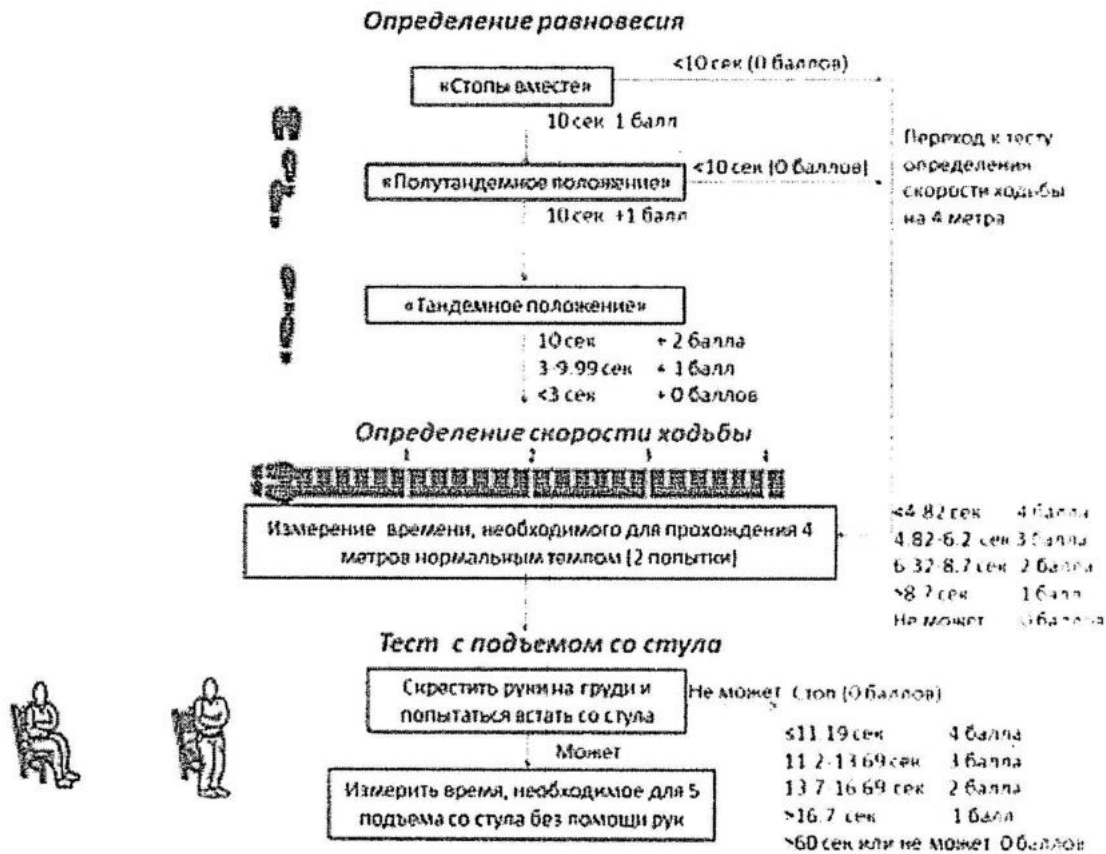 Определение равновесия
<10 сек (0 баллов)
«Стопы вместе»
10 сек 1 балл
Переход к тесту
определения
скорости ходьбы
на 4 метра
<10 сек (0 баллов)
«Полутандемное положение»
10 сек +1 балл
«Тандемное положение»
10 сек + 2 балла
3-9.99 сек + 1 балл
<3 сек + 0 баллов
Определение скорости ходьбы
1 2 3 4
Измерение времени, необходимого для прохождения 4
метров нормальным темпом (2 попытки)
<4.82 сек 4 балла
4.82-6.2 сек 3 балла
6.32-8.7 сек 2 балла
>8.7 сек 1 балл
Не может 0 баллов
Тест с подъемом со стула
Скрестить руки на груди и
попытаться встать со стула
Не может Стоп (0 баллов)
Может
Измерить время, необходимое для 5
подъема со стула без помощи рук
≤11.19 сек 4 балла
11.2-13.69 сек 3 балла
13.7-16.69 сек 2 балла
>16.7 сек 1 балл
>60 сек или не может 0 баллов